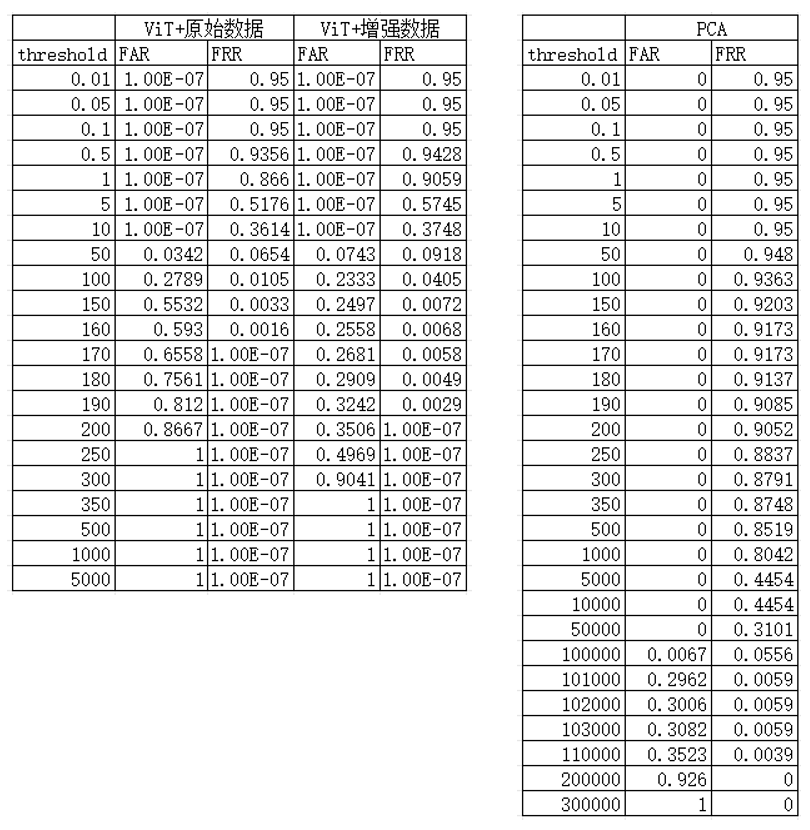 ViT+原始数据 ViT+增强数据
threshold FAR FRR FAR FRR
0.01 1.00E-07 0.95 1.00E-07 0.95
0.05 1.00E-07 0.95 1.00E-07 0.95
0.1 1.00E-07 0.95 1.00E-07 0.95
0.5 1.00E-07 0.9356 1.00E-07 0.9428
1 1.00E-07 0.866 1.00E-07 0.9059
5 1.00E-07 0.5176 1.00E-07 0.5745
10 1.00E-07 0.3614 1.00E-07 0.3748
50 0.0342 0.0654 0.0743 0.0918
100 0.2789 0.0105 0.2333 0.0405
150 0.5532 0.0033 0.2497 0.0072
160 0.593 0.0016 0.2558 0.0068
170 0.6558 1.00E-07 0.2681 0.0058
180 0.7561 1.00E-07 0.2909 0.0049
190 0.812 1.00E-07 0.3242 0.0029
200 0.8667 1.00E-07 0.3506 1.00E-07
250 1 1.00E-07 0.4969 1.00E-07
300 1 1.00E-07 0.9041 1.00E-07
350 1 1.00E-07 1 1.00E-07
500 1 1.00E-07 1 1.00E-07
1000 1 1.00E-07 1 1.00E-07
5000 1 1.00E-07 1 1.00E-07
PCA
threshold FAR FRR
0.01 0 0.95
0.05 0 0.95
0.1 0 0.95
0.5 0 0.95
1 0 0.95
5 0 0.95
10 0 0.95
50 0 0.948
100 0 0.9363
150 0 0.9203
160 0 0.9173
170 0 0.9173
180 0 0.9137
190 0 0.9085
200 0 0.9052
250 0 0.8837
300 0 0.8791
350 0 0.8748
500 0 0.8519
1000 0 0.8042
5000 0 0.4454
10000 0 0.4454
50000 0 0.3101
100000 0.0067 0.0556
101000 0.2962 0.0059
102000 0.3006 0.0059
103000 0.3082 0.0059
110000 0.3523 0.0039
200000 0.926 0
300000 1 0